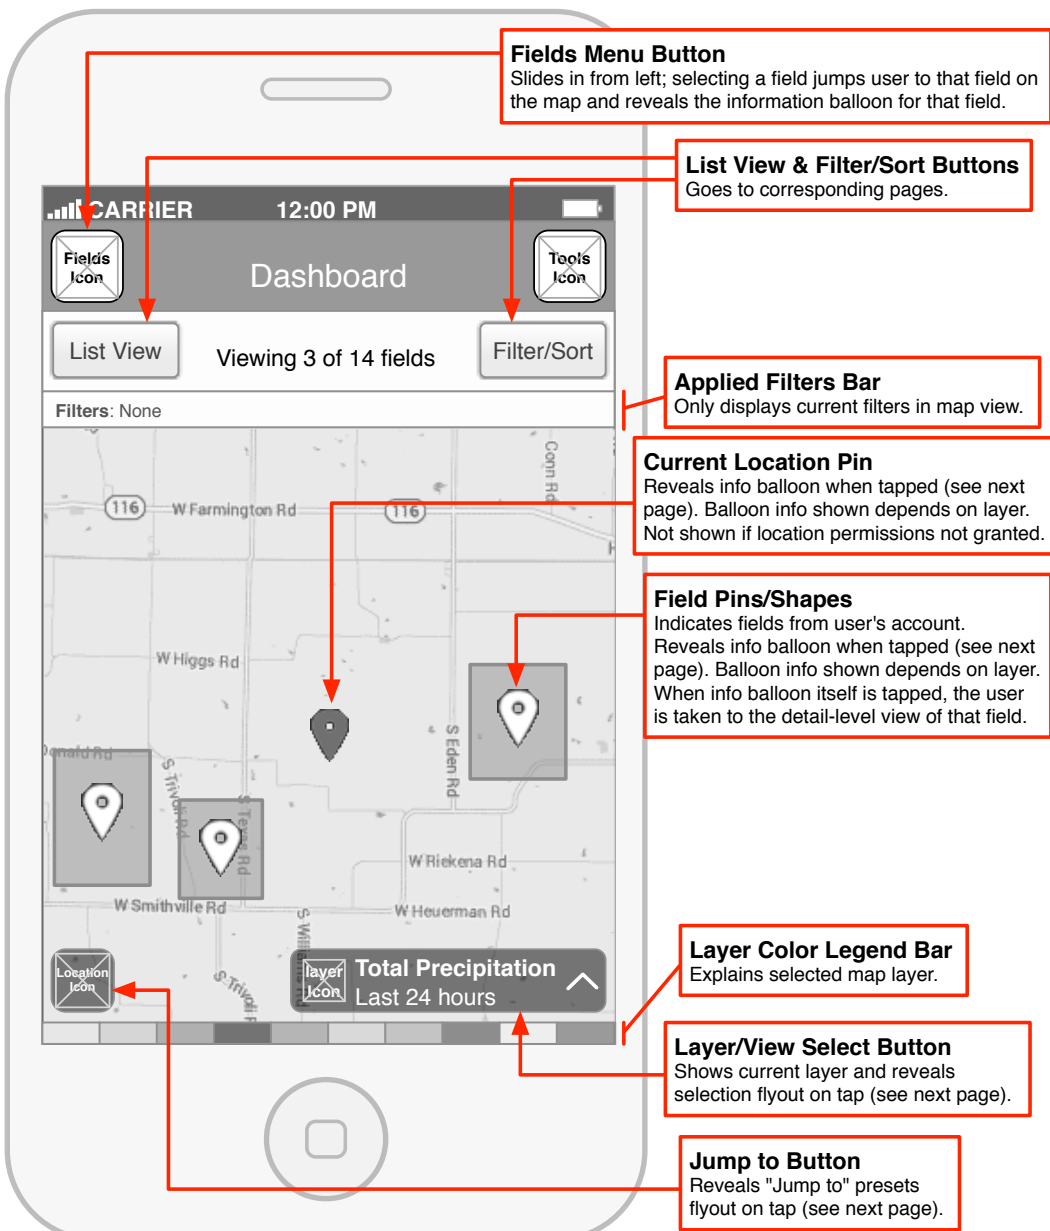 Fields Menu Button
Slides in from left; selecting a field jumps user to that field on
the map and reveals the information balloon for that field.
List View & Filter/Sort Buttons
Goes to corresponding pages.
CARRIER
12:00 PM
Fields
Icon
Dashboard
Tools
Icon
List View
Viewing 3 of 14 fields
Filter/Sort
Applied Filters Bar
Only displays current filters in map view.
Filters: None
Current Location Pin
Reveals info balloon when tapped (see next
page). Balloon info shown depends on layer.
Not shown if location permissions not granted.
Conn Rd
116
W Farmington Rd
116
Field Pins/Shapes
Indicates fields from user's account.
Reveals info balloon when tapped (see next
page). Balloon info shown depends on layer.
When info balloon itself is tapped, the user
is taken to the detail-level view of that field.
W Higgs Rd
S Eden Rd
S Trivoli Rd
S Texas Rd
W Riekena Rd
W Smithville Rd
W Heuerman Rd
Layer Color Legend Bar
Explains selected map layer.
Location
Icon
S Trivoli R
layer
Icon
Total Precipitation
Last 24 hours
Layer/View Select Button
Shows current layer and reveals
selection flyout on tap (see next page).
Jump to Button
Reveals "Jump to" presets
flyout on tap (see next page).